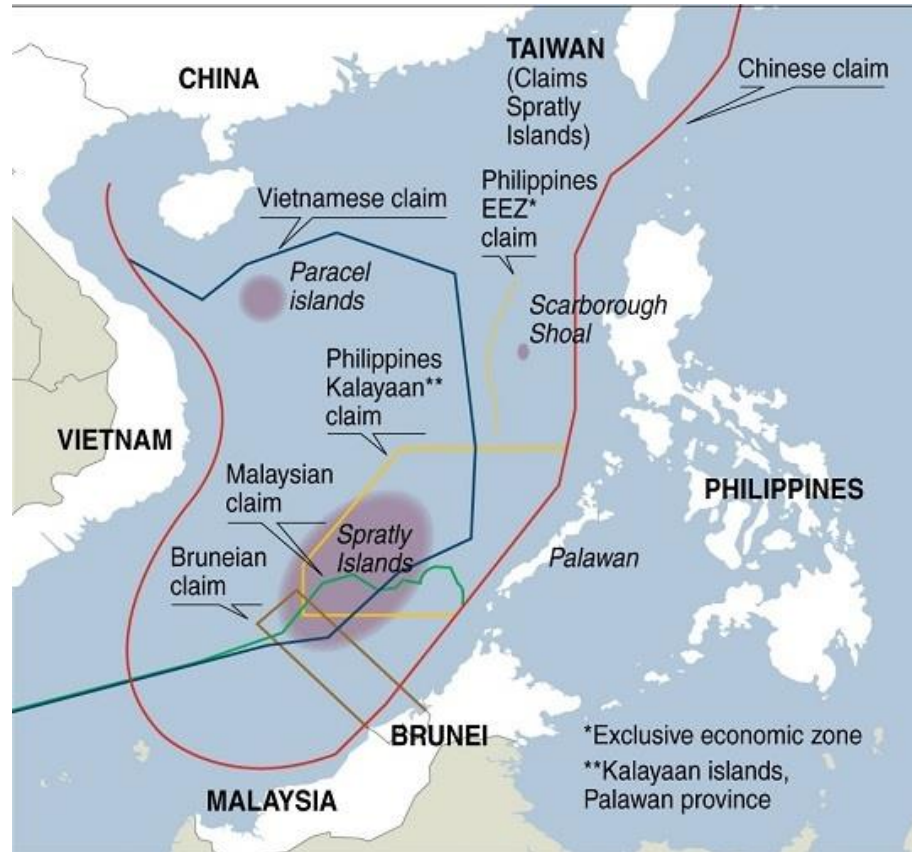 CHINA
TAIWAN
(Claims
Spratly
Islands)
Chinese claim
Vietnamese claim
Philippines
EEZ*
claim
Paracel
islands
Scarborough
Shoal
Philippines
Kalayaan**
claim
VIETNAM
Malaysian
claim
PHILIPPINES
Spratly
Islands
Bruneian
claim
Palawan
BRUNEI
*Exclusive economic zone
**Kalayaan islands,
Palawan province
MALAYSIA